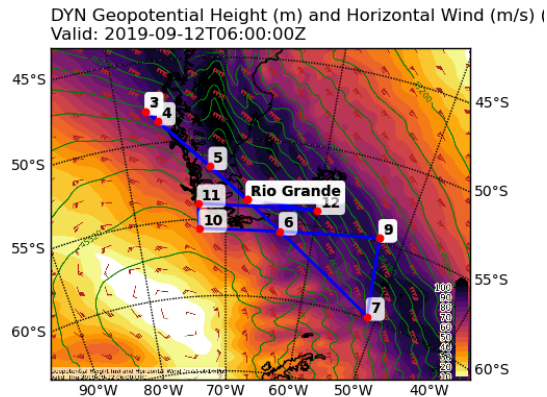 DYN Geopotential Height (m) and Horizontal Wind (m/s) (
Valid: 2019-09-12T06:00:00Z
45°S
45°S
3
4
50°S
5
50°S
Rio Grande
11
12
10
6
9
55°S
55°S
7
100
90
80
70
60
50
40
30
20
60°S
60°S
90°W
80°W
70°W
60°W
50°W
40°W